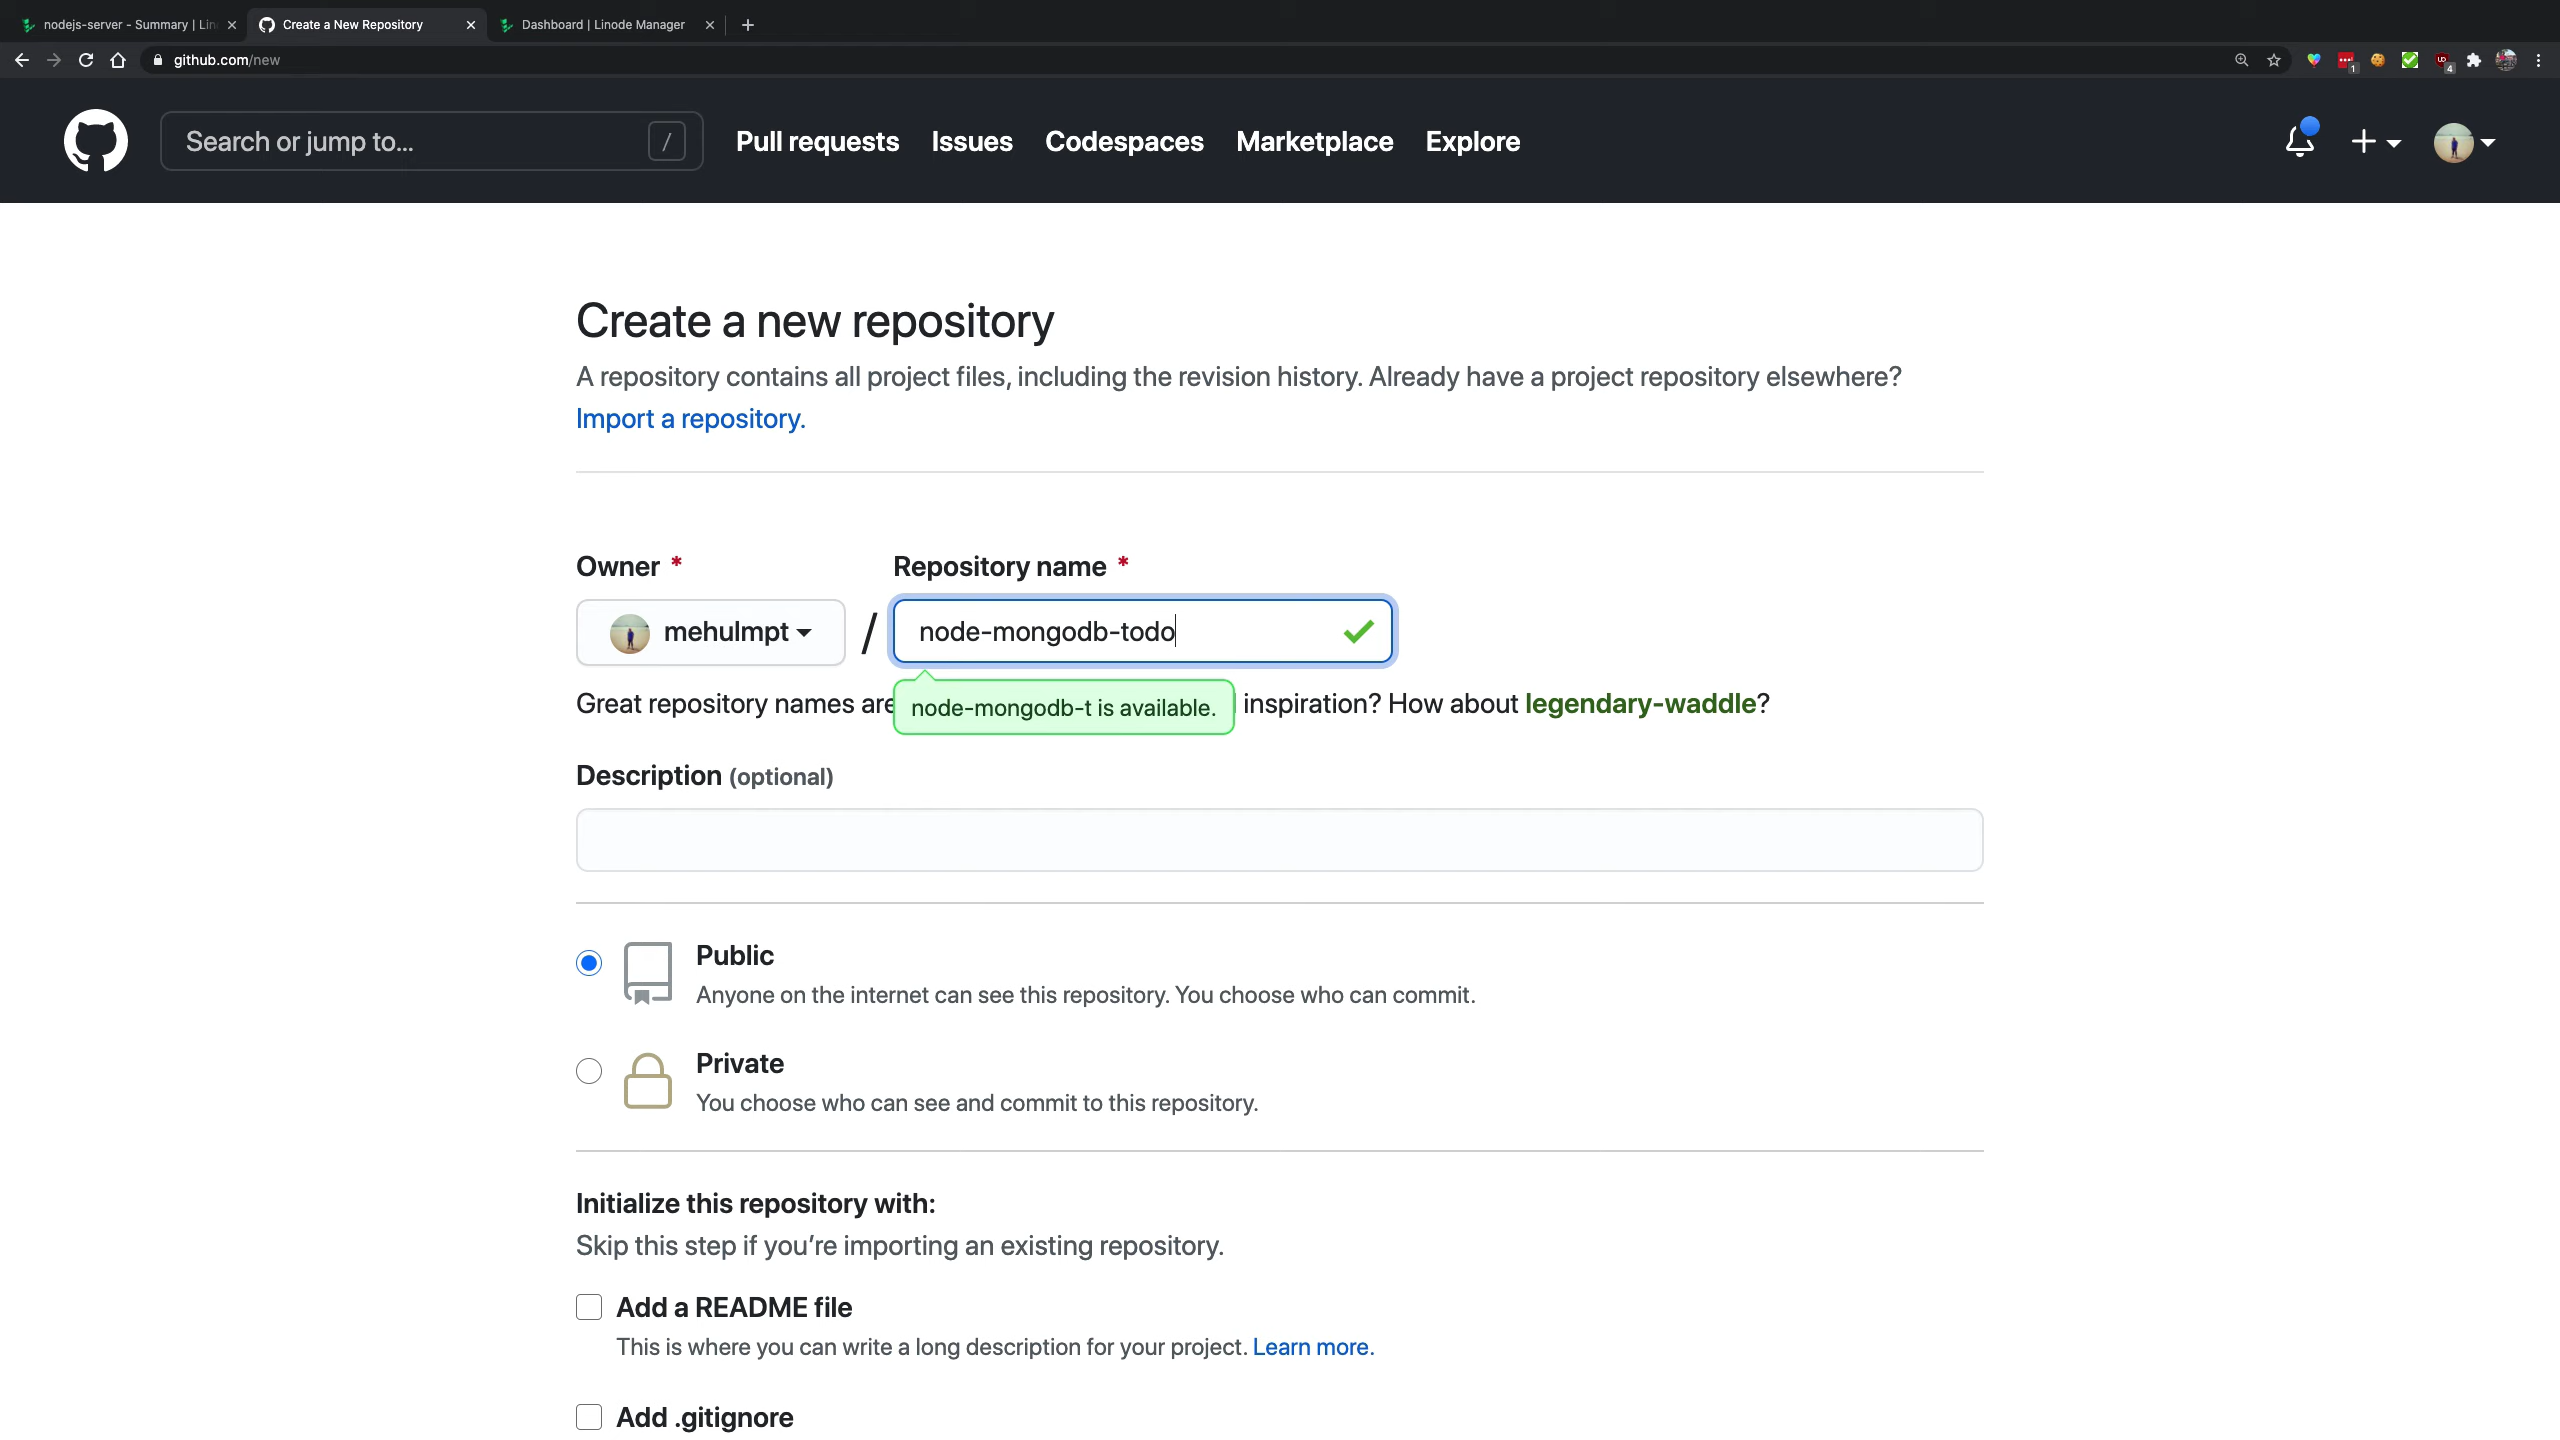 nodejs-server - Summary | Lin
Create a New Repository
Dashboard | Linode Manager
github.com/new
1
4
Search or jump to... /
Pull requests Issues Codespaces Marketplace Explore
Create a new repository
A repository contains all project files, including the revision history. Already have a project repository elsewhere?
Import a repository.
Owner * Repository name *
mehulmpt / node-mongodb-todo
Great repository names are inspiration? How about legendary-waddle?
node-mongodb-t is available.
Description (optional)
Public
Anyone on the internet can see this repository. You choose who can commit.
Private
You choose who can see and commit to this repository.
Initialize this repository with:
Skip this step if you’re importing an existing repository.
Add a README file
This is where you can write a long description for your project. Learn more.
Add .gitignore